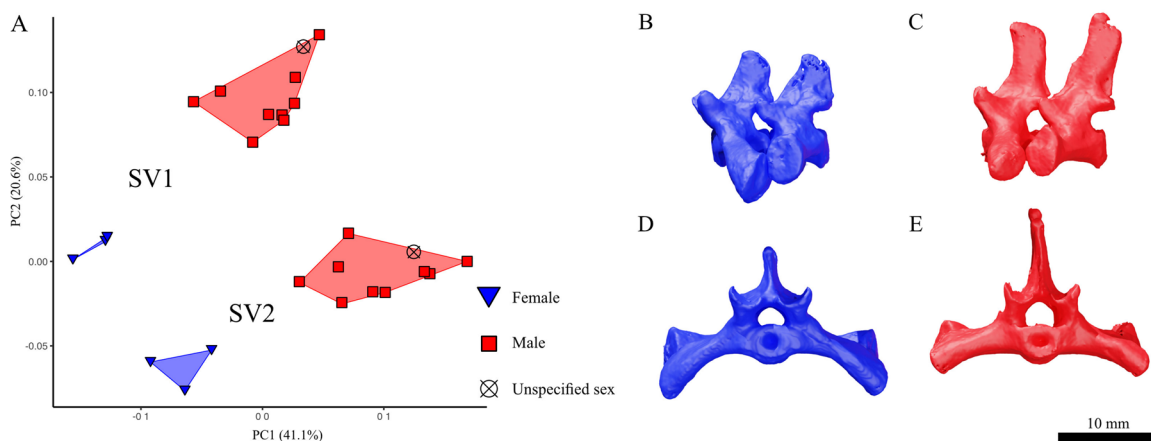 A
B
C
0.10
0.05
0.00
-0.05
PC2 (20.6%)
SV1
SV2
Female
Male
Unspecified sex
-0 1
0 0
0 1
PC1 (41.1%)
D
E
10 mm